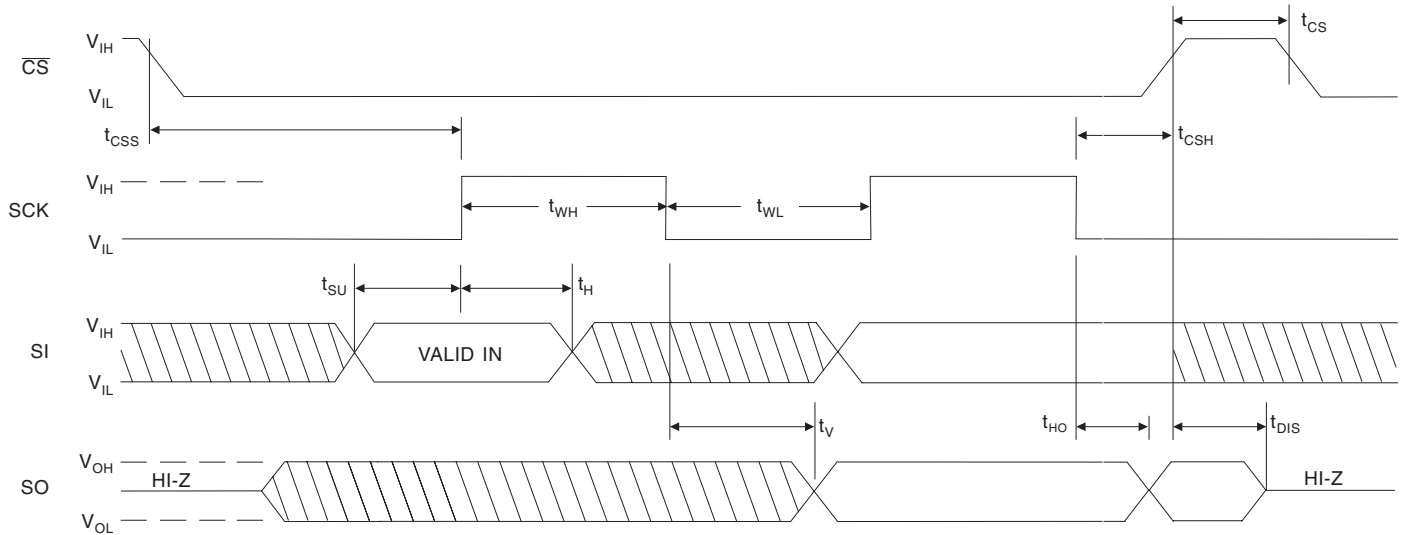 t_CS
V_IH
C̅S̅
V_IL
t_CSS
t_CSH
V_IH
SCK
t_WH
t_WL
V_IL
t_SU
t_H
V_IH
SI
VALID IN
V_IL
t_V
t_HO
t_DIS
V_OH
SO
HI-Z
HI-Z
V_OL